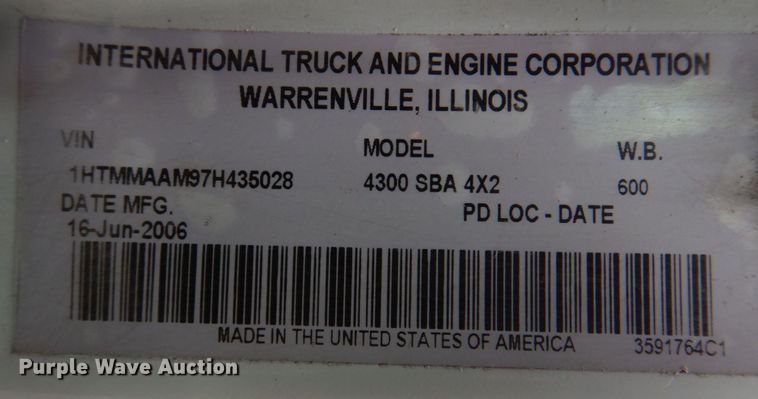 INTERNATIONAL TRUCK AND ENGINE CORPORATION
WARRENVILLE, ILLINOIS
VIN MODEL W.B.
1HTMMAAM97H435028 4300 SBA 4X2 600
DATE MFG. PD LOC - DATE
16-Jun-2006
MADE IN THE UNITED STATES OF AMERICA 3591764C1
Purple Wave Auction